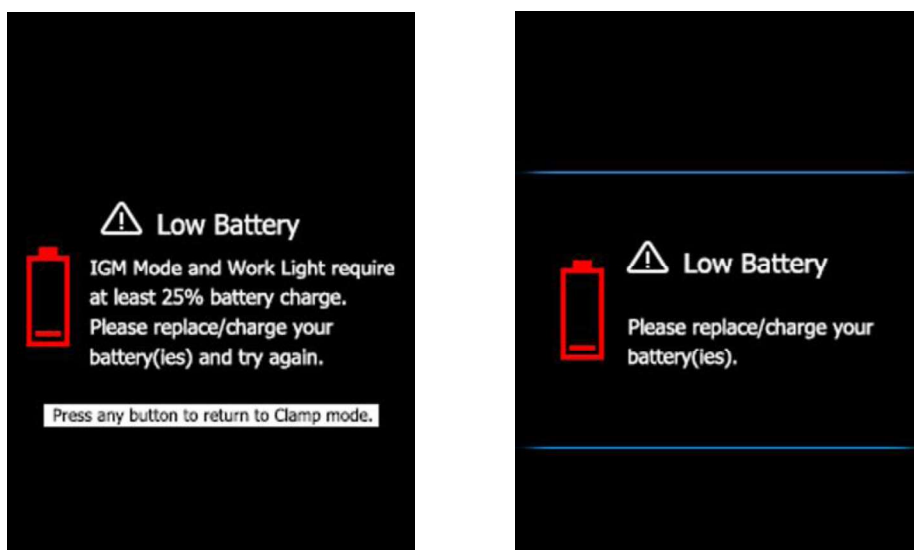 Low Battery
IGM Mode and Work Light require
at least 25% battery charge.
Please replace/charge your
battery(ies) and try again.
Press any button to return to Clamp mode.
Low Battery
Please replace/charge your
battery(ies).